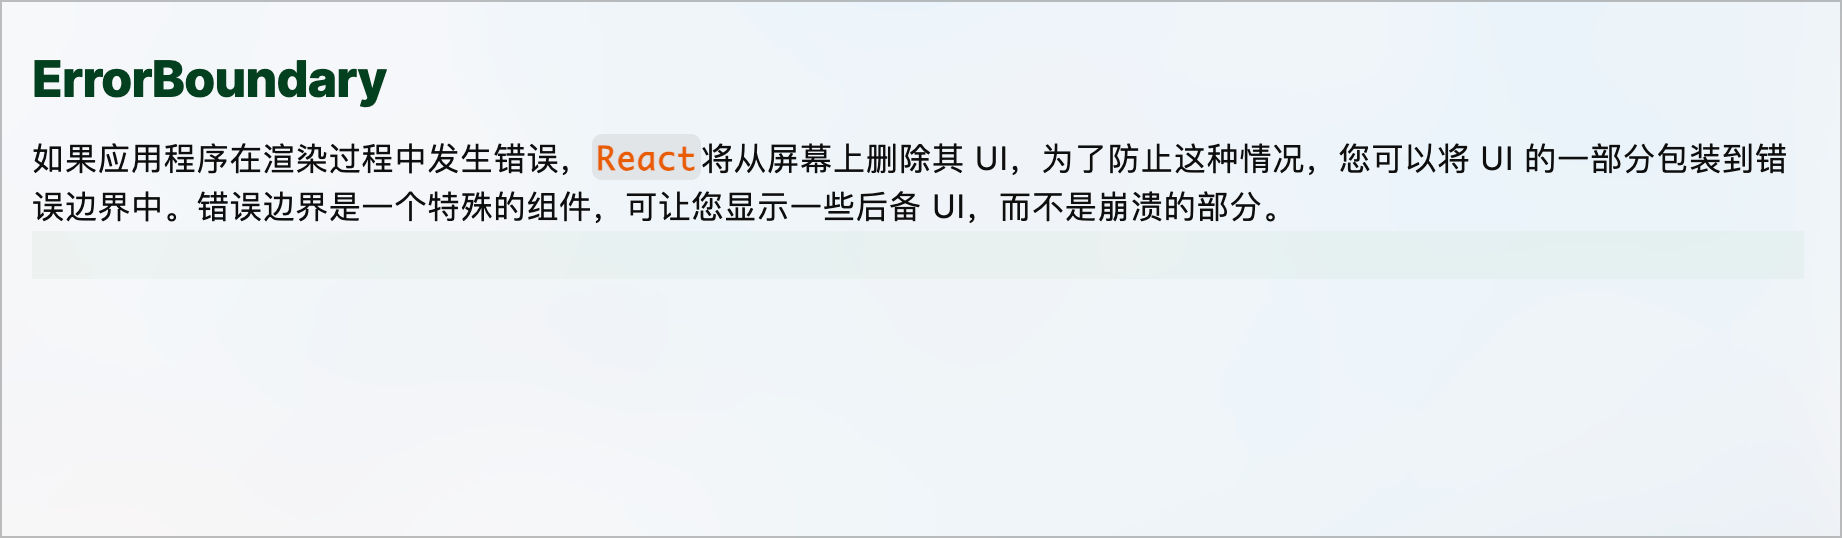 ErrorBoundary
如果应用程序在渲染过程中发生错误，React将从屏幕上删除其 UI，为了防止这种情况，您可以将 UI 的一部分包装到错
误边界中。错误边界是一个特殊的组件，可让您显示一些后备 UI，而不是崩溃的部分。